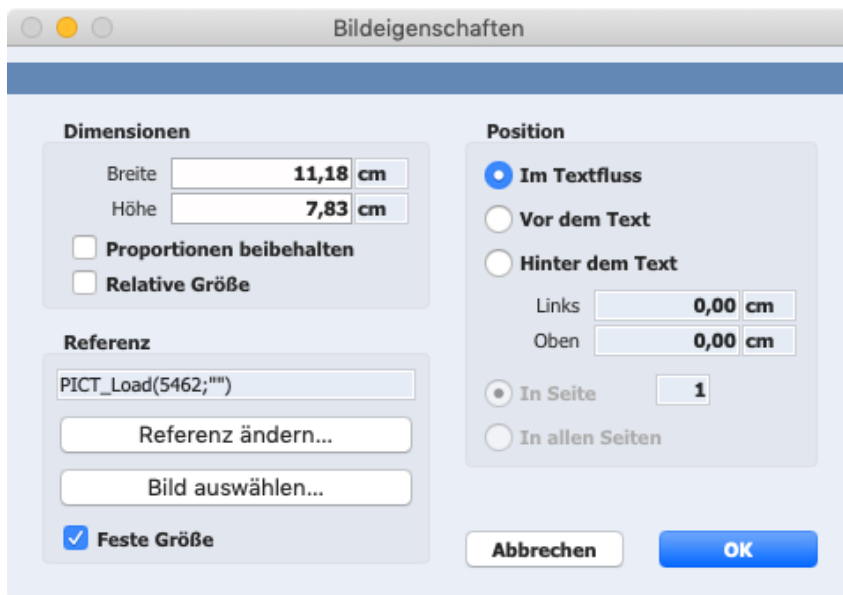 Bildeigenschaften
Dimensionen
Breite 11,18 cm
Höhe 7,83 cm
Proportionen beibehalten
Relative Größe
Referenz
PICT_Load(5462;"")
Referenz ändern...
Bild auswählen...
Feste Größe
Position
Im Textfluss
Vor dem Text
Hinter dem Text
Links 0,00 cm
Oben 0,00 cm
In Seite 1
In allen Seiten
Abbrechen
OK